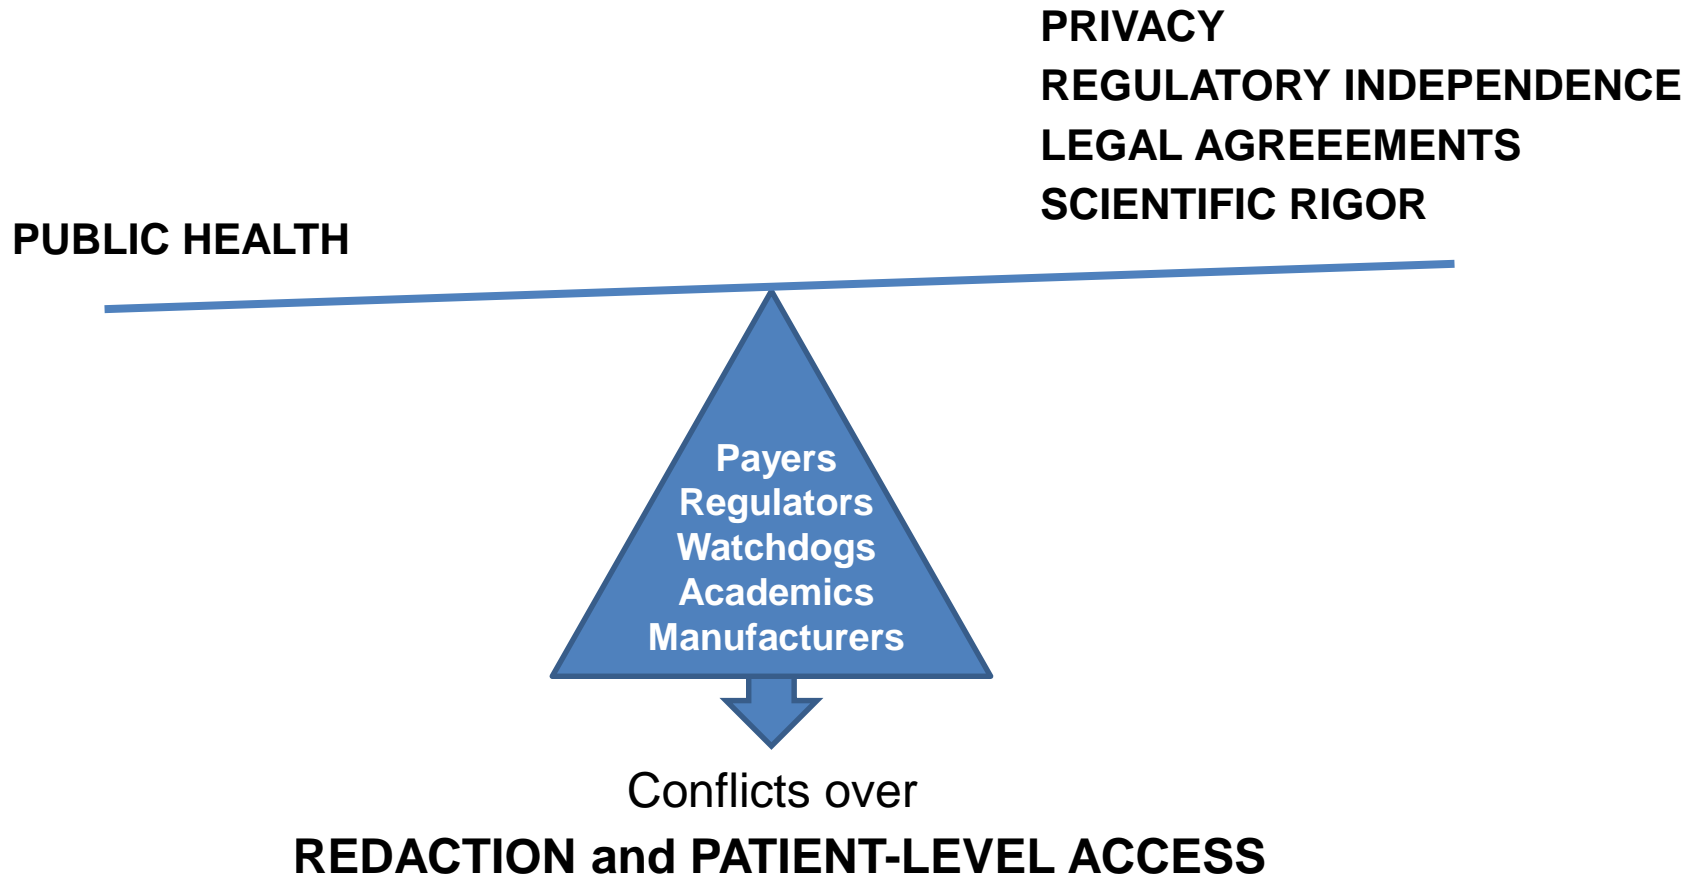 PRIVACY
REGULATORY INDEPENDENCE
LEGAL AGREEEMENTS
SCIENTIFIC RIGOR
PUBLIC HEALTH
Payers
Regulators
Watchdogs
Academics
Manufacturers
Conflicts over
REDACTION and PATIENT-LEVEL ACCESS